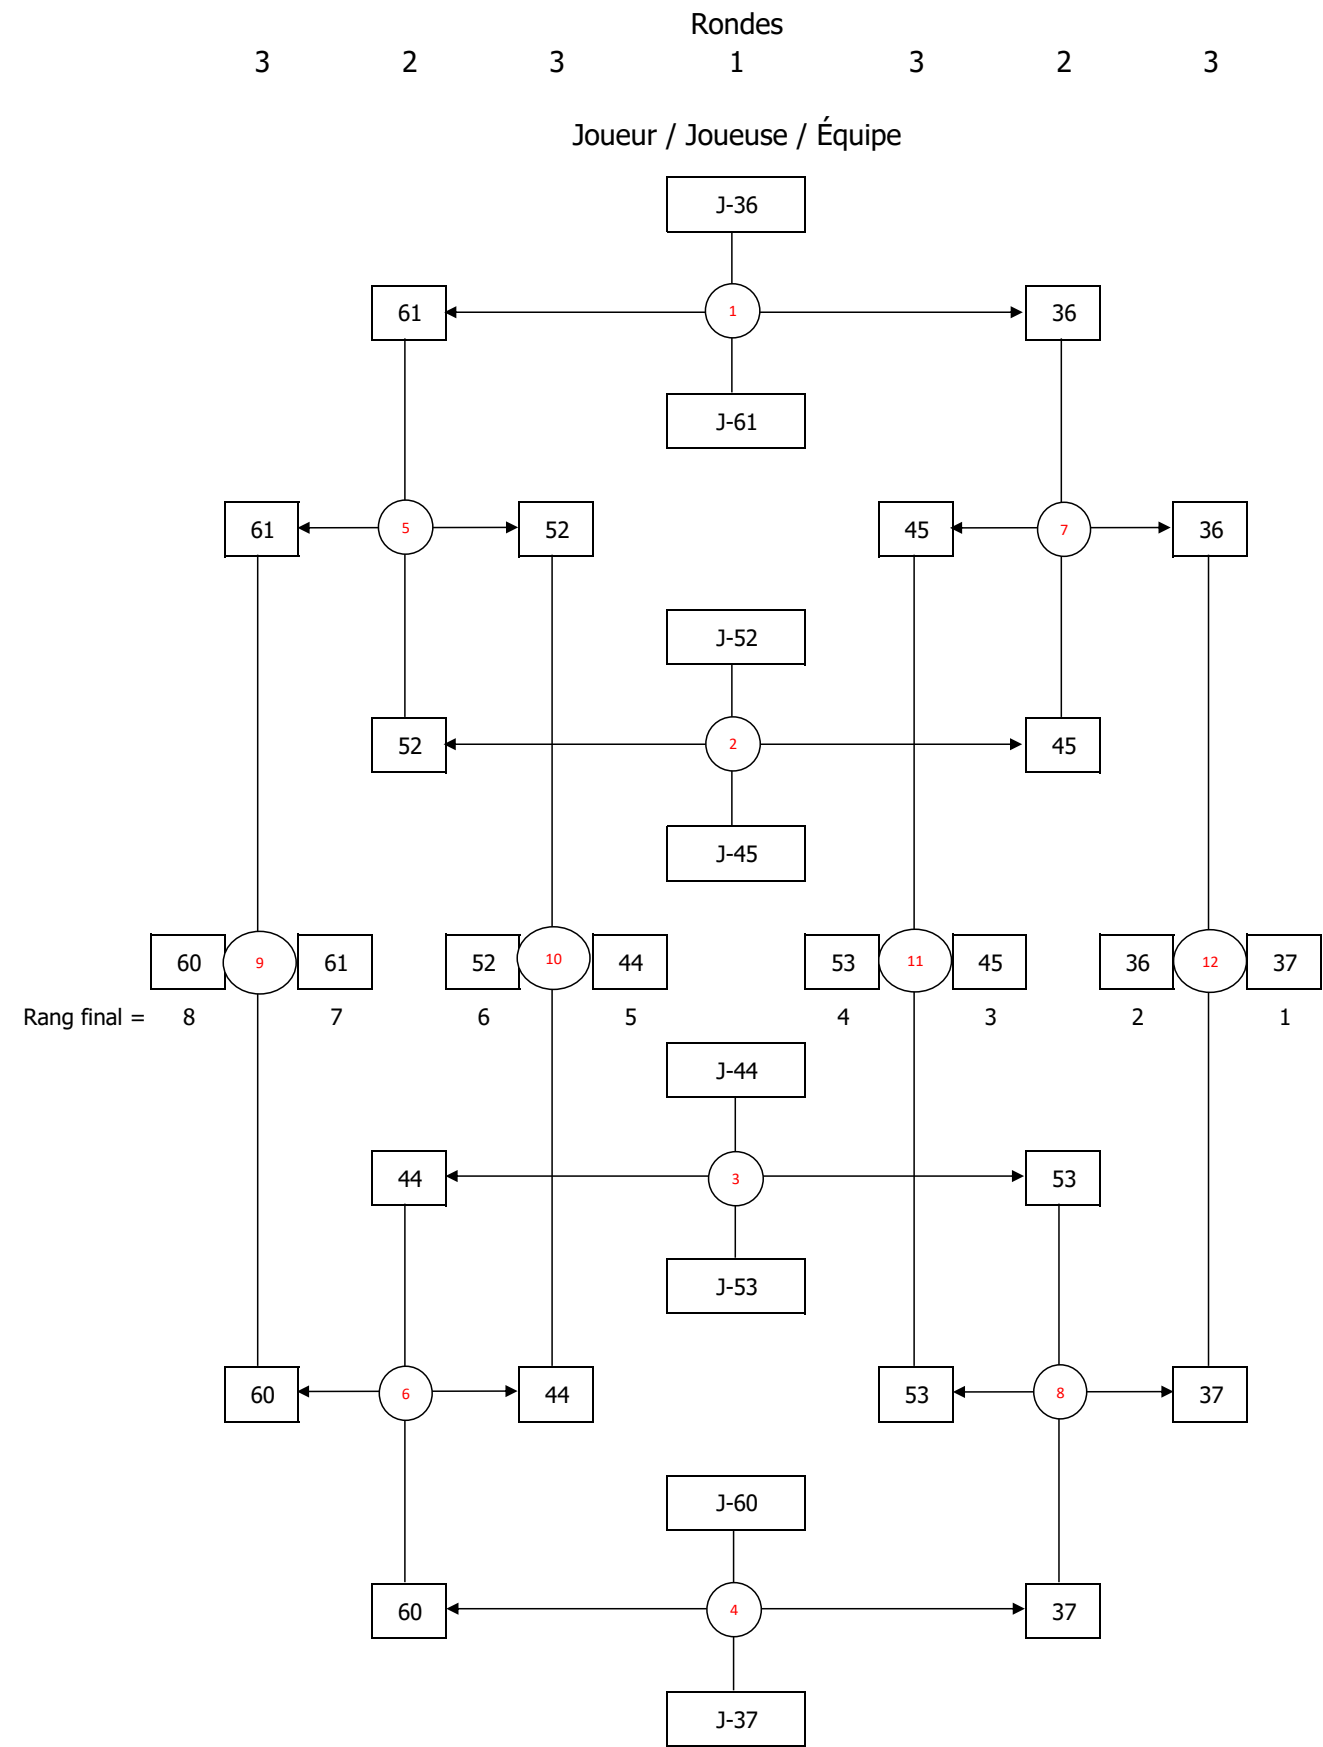 Rondes
3 2 3 1 3 2 3
Joueur / Joueuse / Équipe
J-36
61 1 36
J-61
61 5 52 45 7 36
J-52
52 2 45
J-45
60 9 61 52 10 44 53 11 45 36 12 37
Rang final = 8 7 6 5 4 3 2 1
J-44
44 3 53
J-53
60 6 44 53 8 37
J-60
60 4 37
J-37